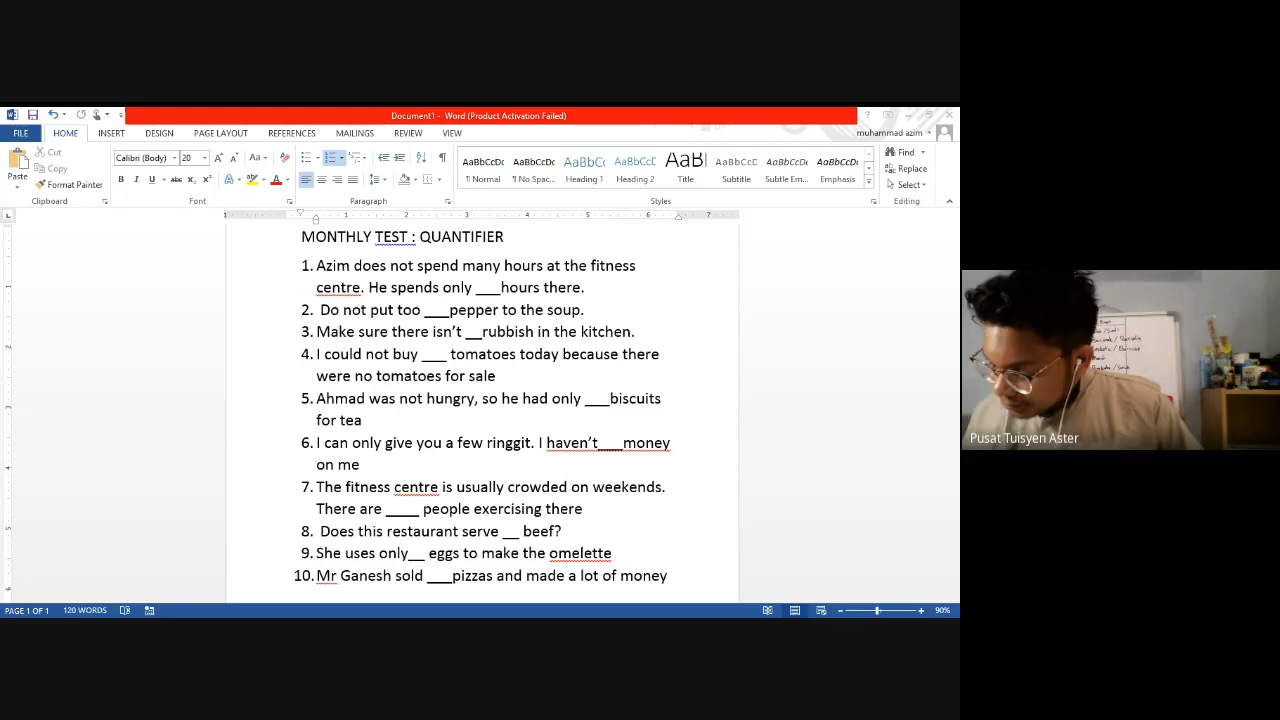 Document1 - Word (Product Activation Failed)
FILE HOME INSERT DESIGN PAGE LAYOUT REFERENCES MAILINGS REVIEW VIEW
muhammad azim
Cut
Copy
Paste
Format Painter
Clipboard
Calibri (Body) 20
Font
Paragraph
AaBbCcDc AaBbCcDc AaBbCc AaBbCcD AaB AaBbCcD AaBbCcDc AaBbCcDc
¶ Normal ¶ No Spac... Heading 1 Heading 2 Title Subtitle Subtle Em... Emphasis
Styles
Find
Replace
Select
Editing
MONTHLY TEST : QUANTIFIER
1. Azim does not spend many hours at the fitness
centre. He spends only ___hours there.
2. Do not put too ___pepper to the soup.
3. Make sure there isn’t __rubbish in the kitchen.
4. I could not buy ___ tomatoes today because there
were no tomatoes for sale
5. Ahmad was not hungry, so he had only ___biscuits
for tea
6. I can only give you a few ringgit. I haven’t___money
on me
7. The fitness centre is usually crowded on weekends.
There are ____ people exercising there
8. Does this restaurant serve __ beef?
9. She uses only__ eggs to make the omelette
10. Mr Ganesh sold ___pizzas and made a lot of money
PAGE 1 OF 1 120 WORDS
90%
Pusat Tuisyen Aster